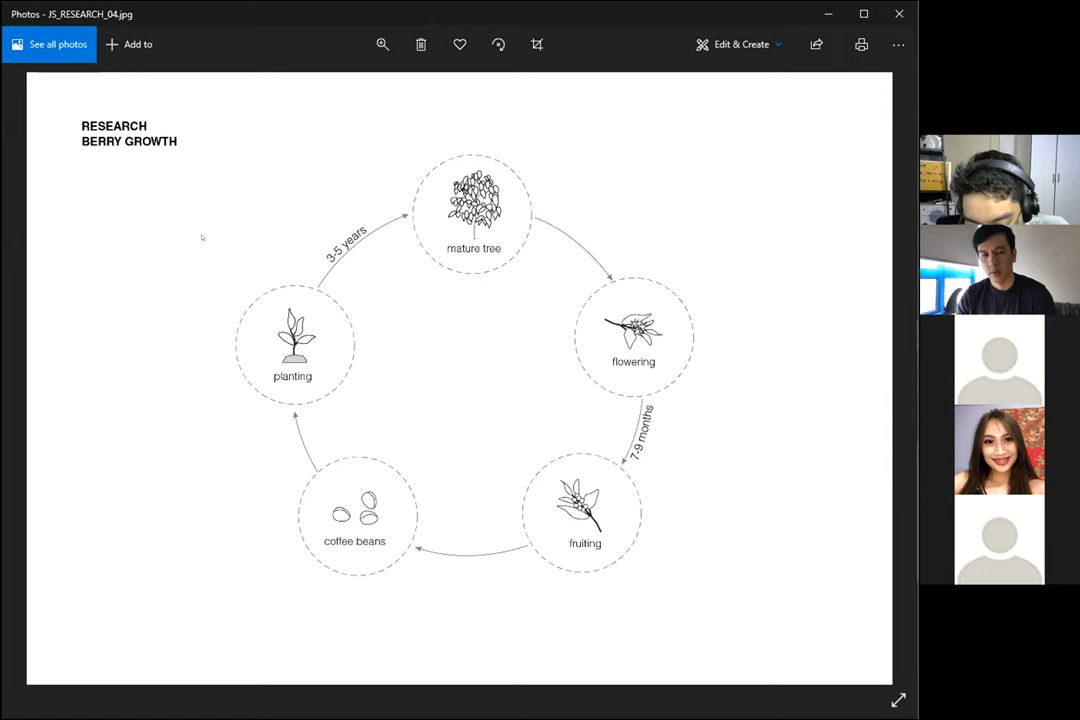 Photos - JS_RESEARCH_04.jpg
See all photos
Add to
Edit & Create
RESEARCH
BERRY GROWTH
mature tree
3-5 years
flowering
planting
7-9 months
coffee beans
fruiting